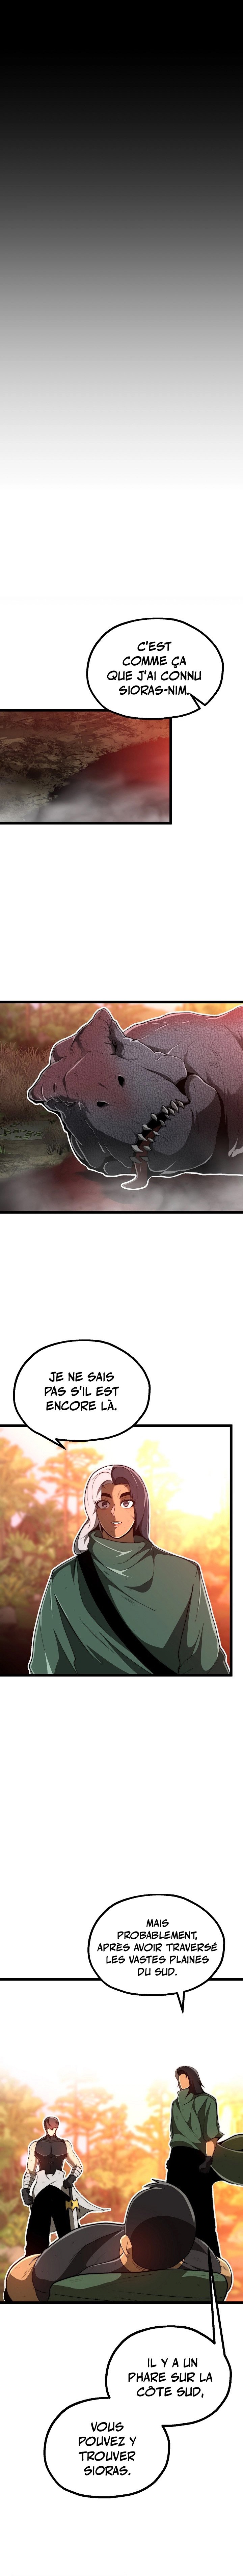 C'EST
COMME ÇA
QUE J'AI CONNU
SIORAS-NIM.
JE NE SAIS
PAS S'IL EST
ENCORE LÀ.
MAIS
PROBABLEMENT,
APRÈS AVOIR TRAVERSÉ
LES VASTES PLAINES
DU SUD.
IL Y A UN
PHARE SUR LA
CÔTE SUD,
VOUS
POUVEZ Y
TROUVER
SIORAS.